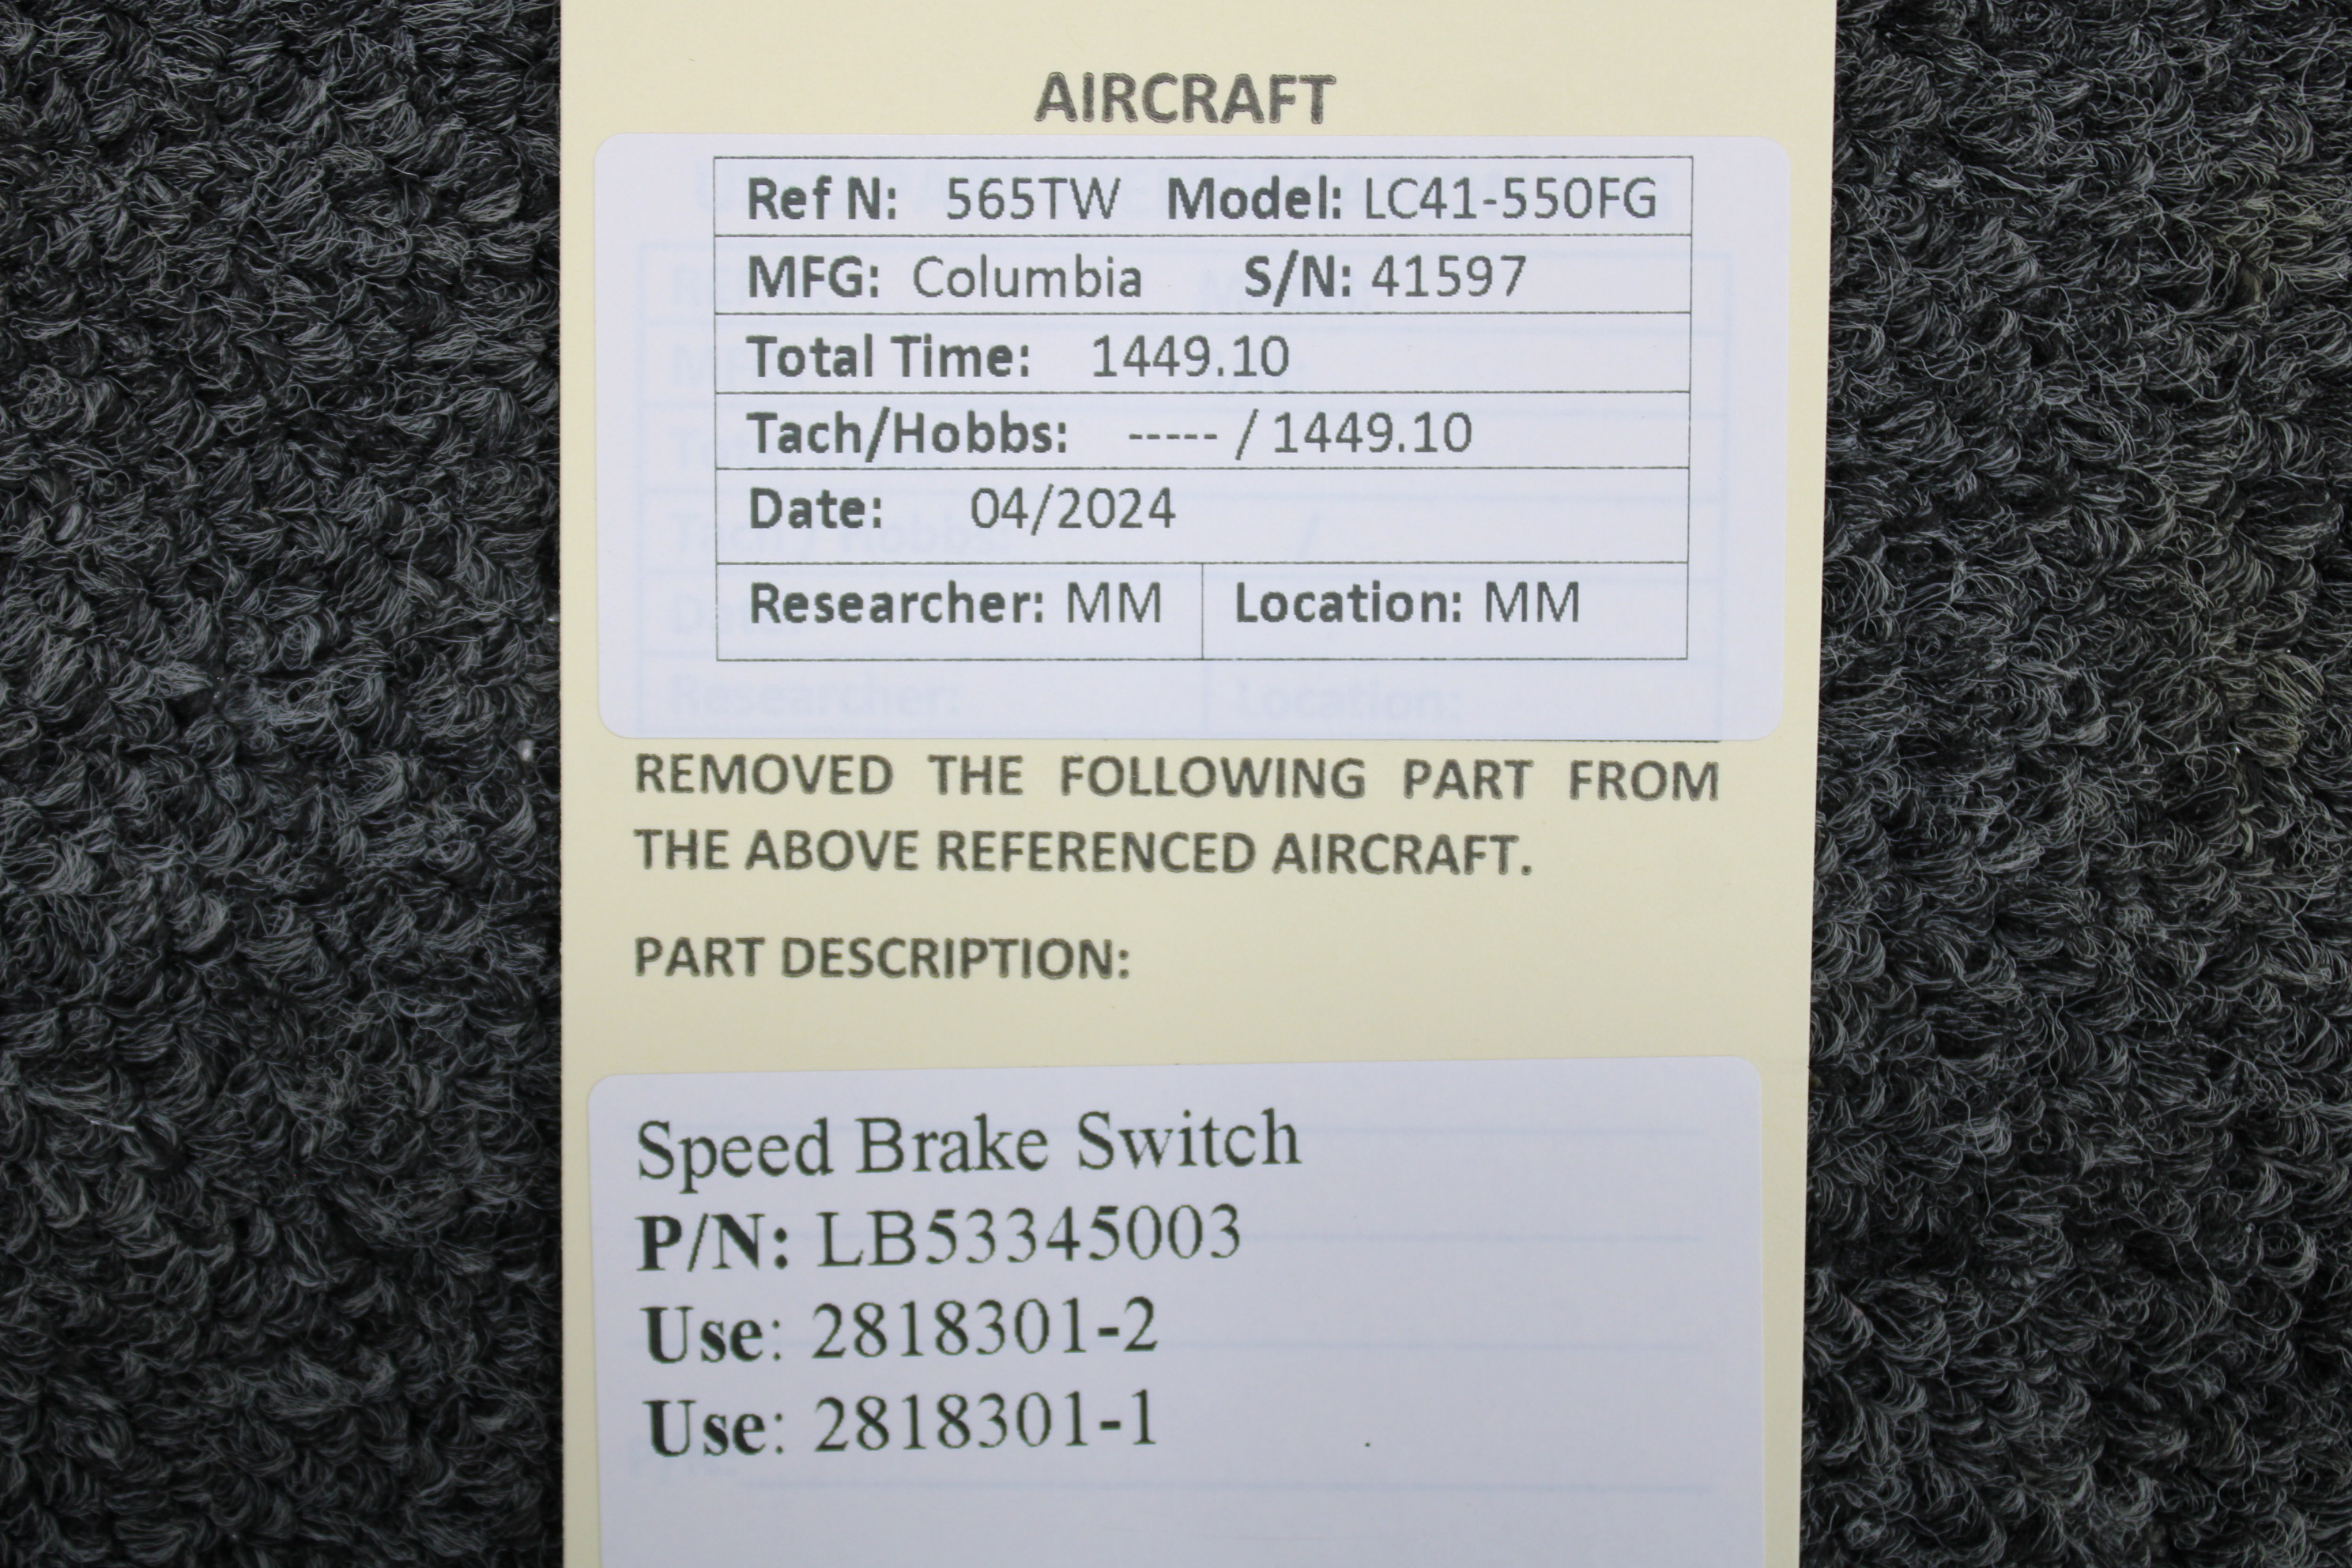 AIRCRAFT
Ref N: 565TW Model: LC41-550FG
MFG: Columbia S/N: 41597
Total Time: 1449.10
Tach/Hobbs: ----- / 1449.10
Date: 04/2024
Researcher: MM Location: MM
REMOVED THE FOLLOWING PART FROM
THE ABOVE REFERENCED AIRCRAFT.
PART DESCRIPTION:
Speed Brake Switch
P/N: LB53345003
Use: 2818301-2
Use: 2818301-1